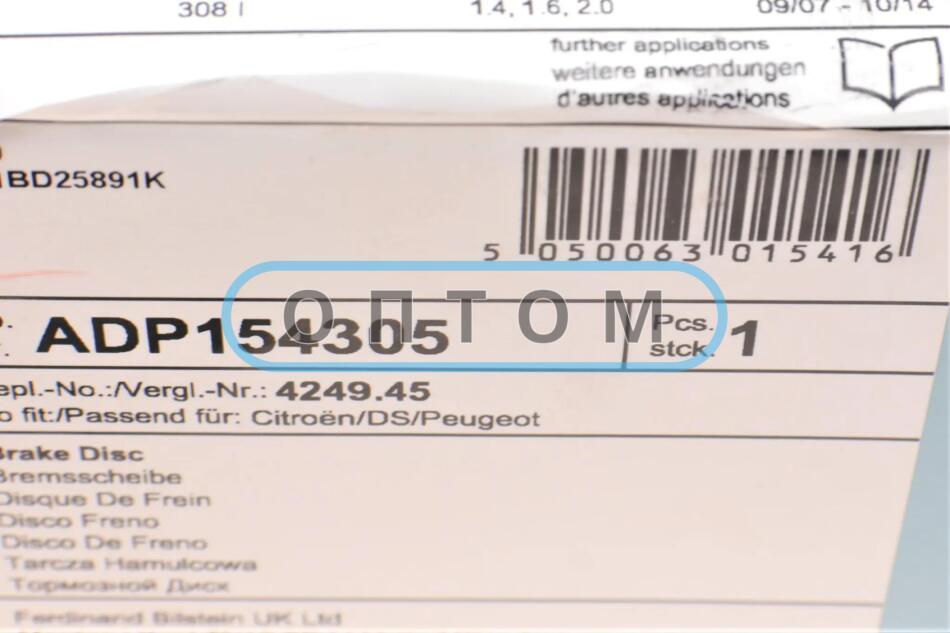 308 I 1.4, 1.6, 2.0 09/07 - 10/14
further applications
weitere anwendungen
d'autres applications
BD25891K
5 050063 015416
ОПТОМ
ADP154305 Pcs. stck. 1
epl.-No.:/Vergl.-Nr.: 4249.45
o fit:/Passend für: Citroën/DS/Peugeot
Brake Disc
Bremsscheibe
Disque De Frein
Disco Freno
Disco De Freno
Tarcza Hamulcowa
Тормозной Диск
Ferdinand Bilstein UK Ltd